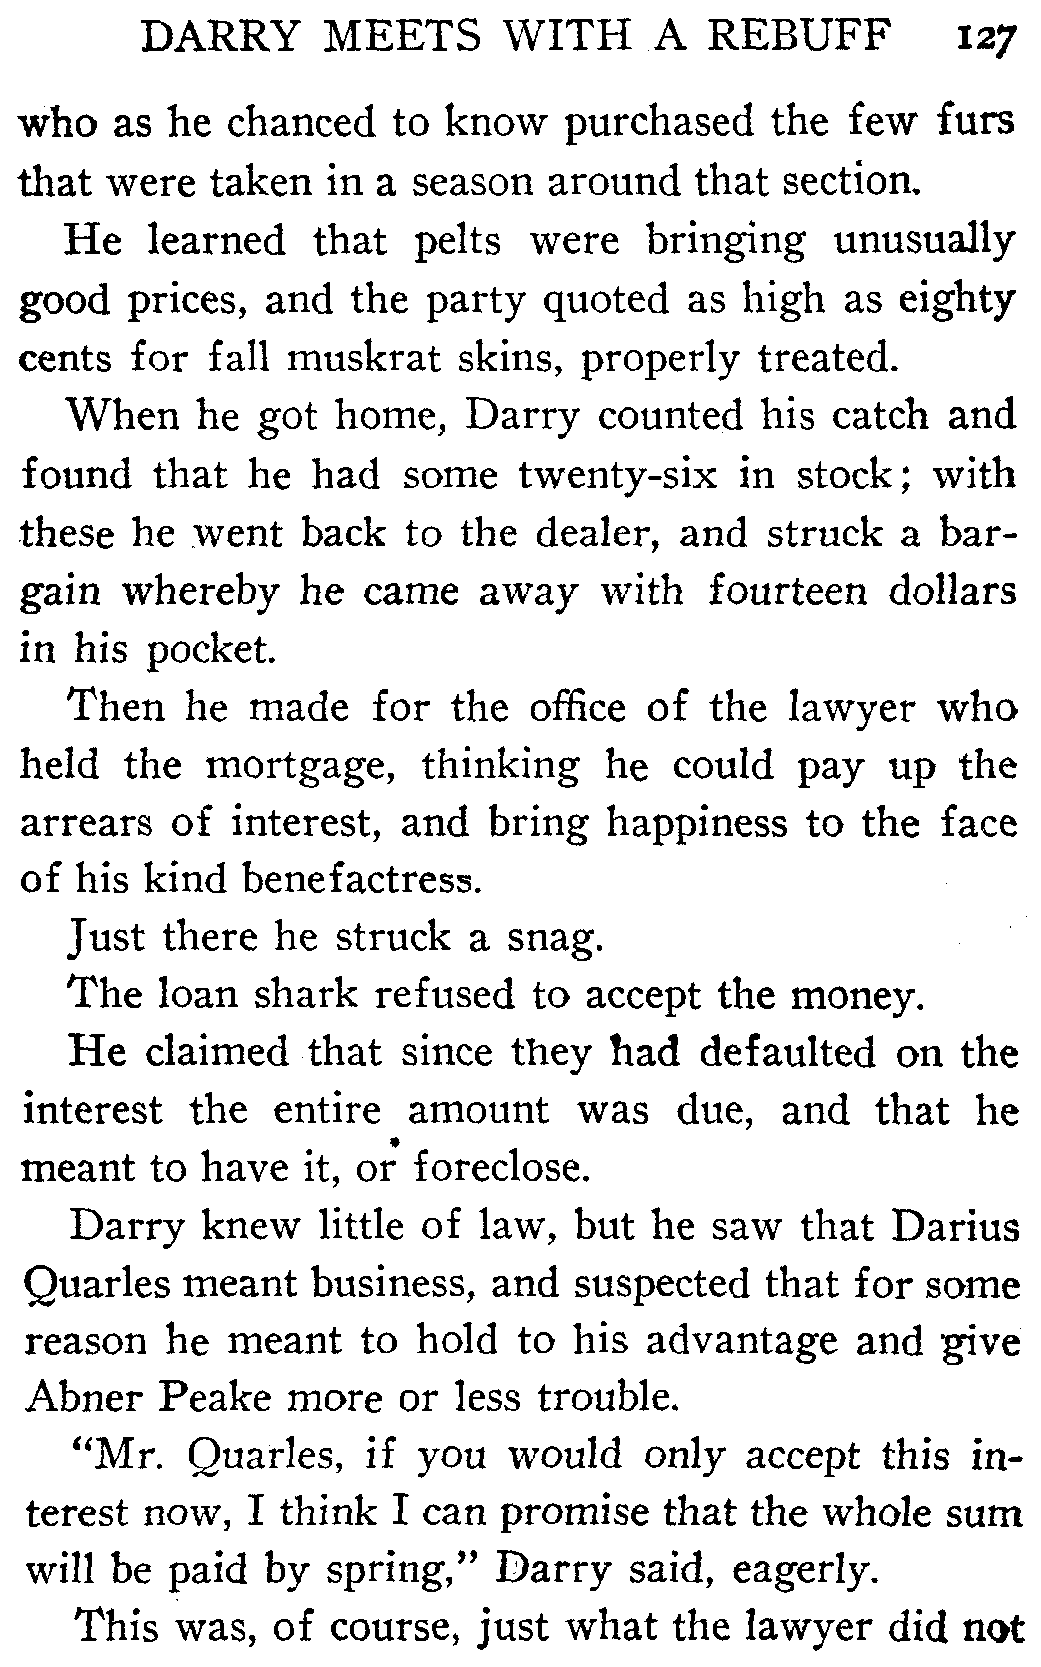 DARRY MEETS WITH A REBUFF 127
who as he chanced to know purchased the few furs
that were taken in a season around that section.
He learned that pelts were bringing unusually
good prices, and the party quoted as high as eighty
cents for fall muskrat skins, properly treated.
When he got home, Darry counted his catch and
found that he had some twenty-six in stock; with
these he went back to the dealer, and struck a bar-
gain whereby he came away with fourteen dollars
in his pocket.
Then he made for the office of the lawyer who
held the mortgage, thinking he could pay up the
arrears of interest, and bring happiness to the face
of his kind benefactress.
Just there he struck a snag.
The loan shark refused to accept the money.
He claimed that since they had defaulted on the
interest the entire amount was due, and that he
meant to have it, or foreclose.
Darry knew little of law, but he saw that Darius
Quarles meant business, and suspected that for some
reason he meant to hold to his advantage and give
Abner Peake more or less trouble.
"Mr. Quarles, if you would only accept this in-
terest now, I think I can promise that the whole sum
will be paid by spring," Darry said, eagerly.
This was, of course, just what the lawyer did not